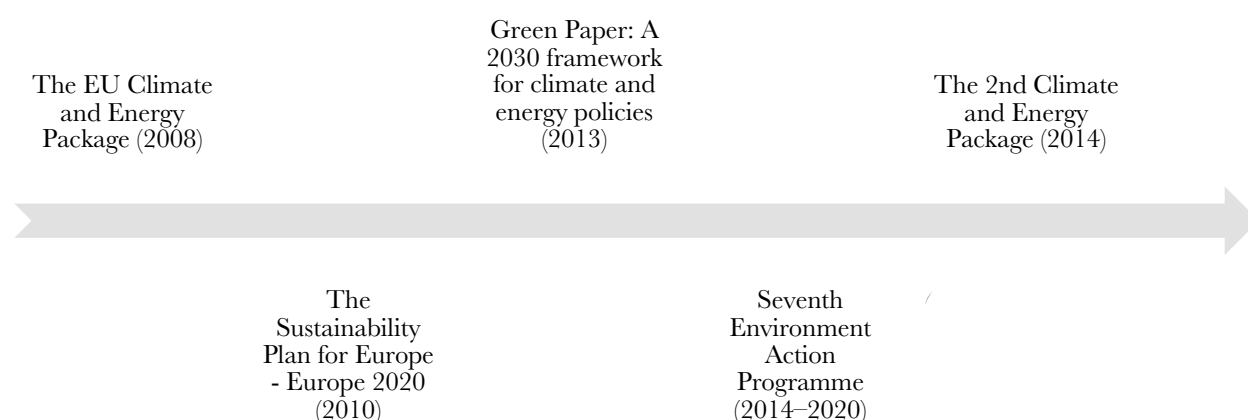 The EU Climate
and Energy
Package (2008)
The
Sustainability
Plan for Europe
- Europe 2020
(2010)
Green Paper: A
2030 framework
for climate and
energy policies
(2013)
Seventh
Environment
Action
Programme
(2014–2020)
The 2nd Climate
and Energy
Package (2014)